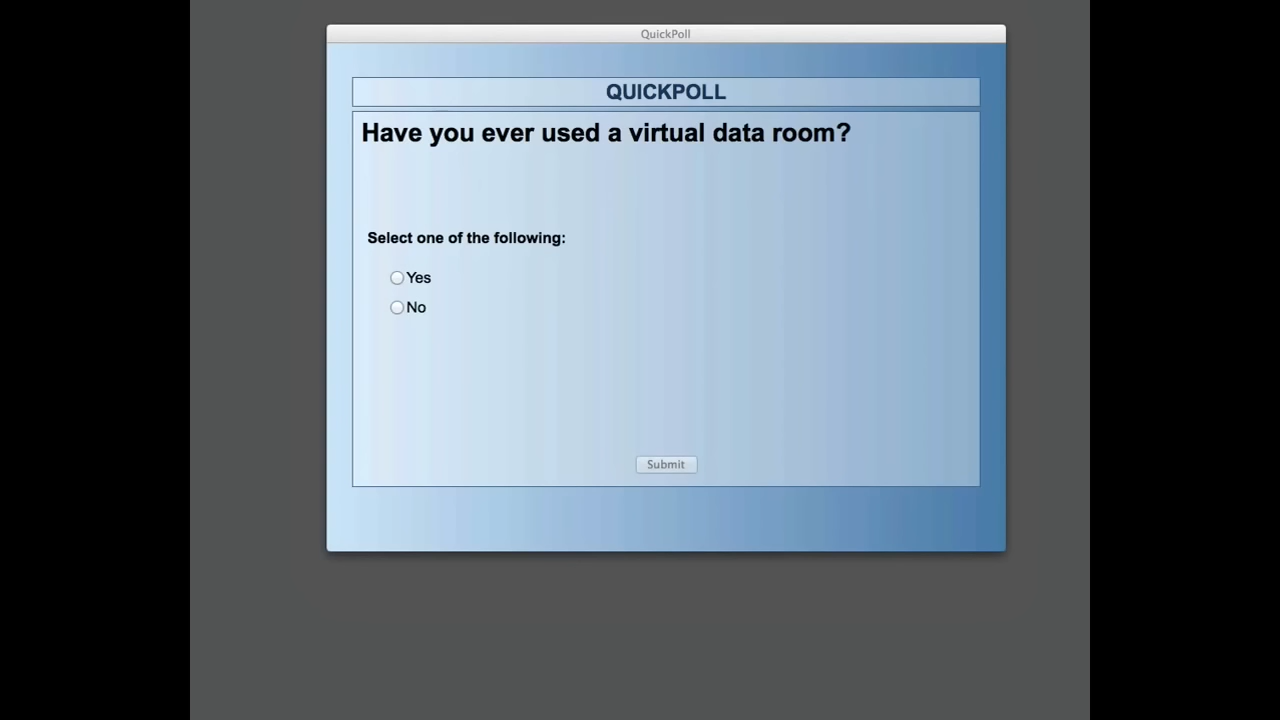 QuickPoll
QUICKPOLL
Have you ever used a virtual data room?
Select one of the following:
Yes
No
Submit